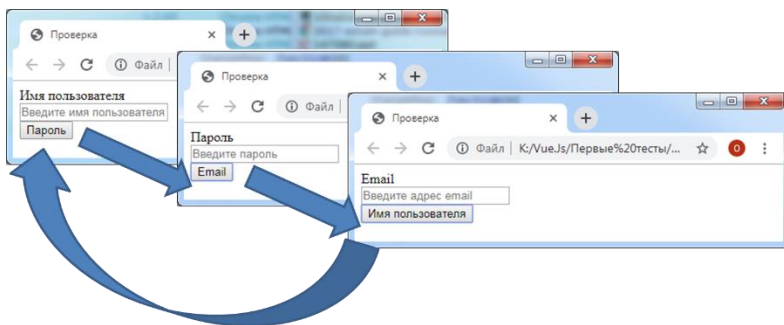 Проверка
Файл
Имя пользователя
Введите имя пользователя
Пароль
Проверка
Файл
Пароль
Введите пароль
Email
Проверка
Файл K:/VueJs/Первые%20тесты/...
O
Email
Введите адрес email
Имя пользователя